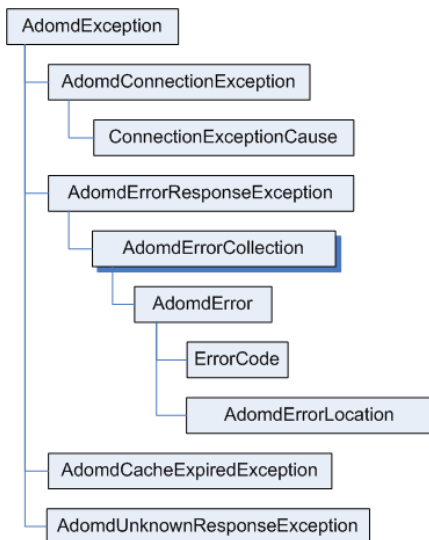 AdomdException
AdomdConnectionException
ConnectionExceptionCause
AdomdErrorResponseException
AdomdErrorCollection
AdomdError
ErrorCode
AdomdErrorLocation
AdomdCacheExpiredException
AdomdUnknownResponseException